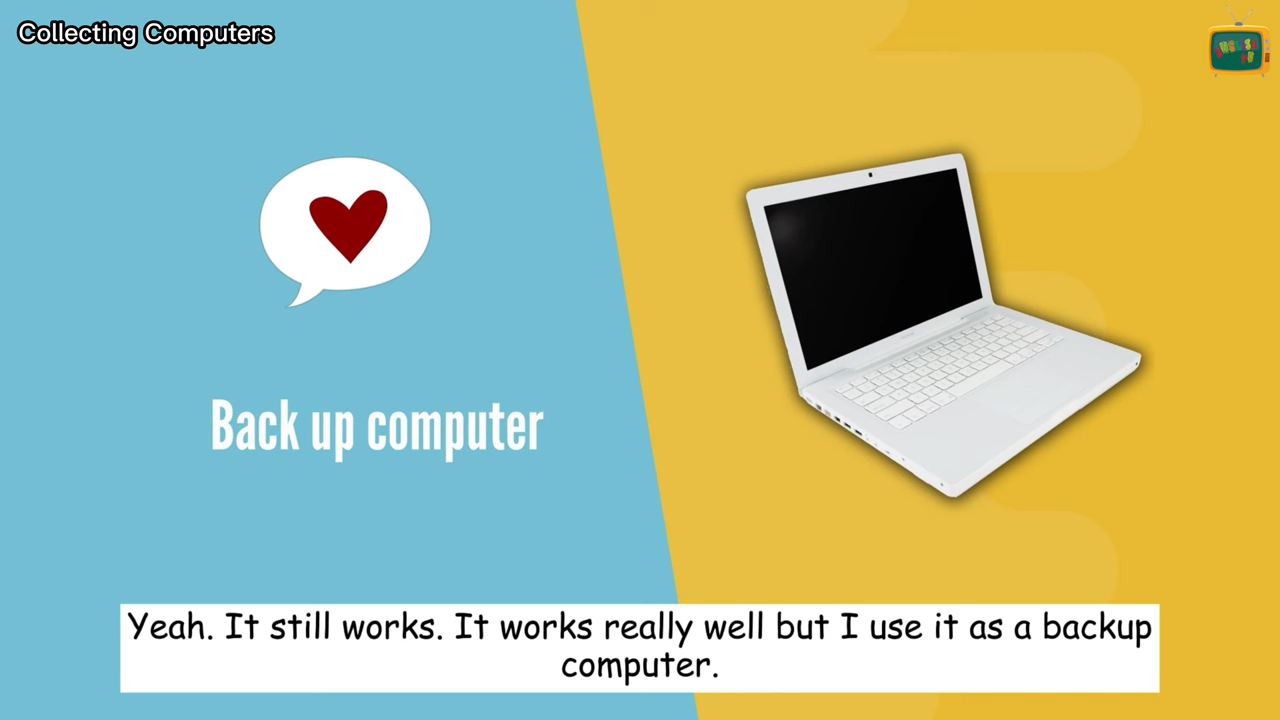 Collecting Computers
Back up computer
Yeah. It still works. It works really well but I use it as a backup
computer.